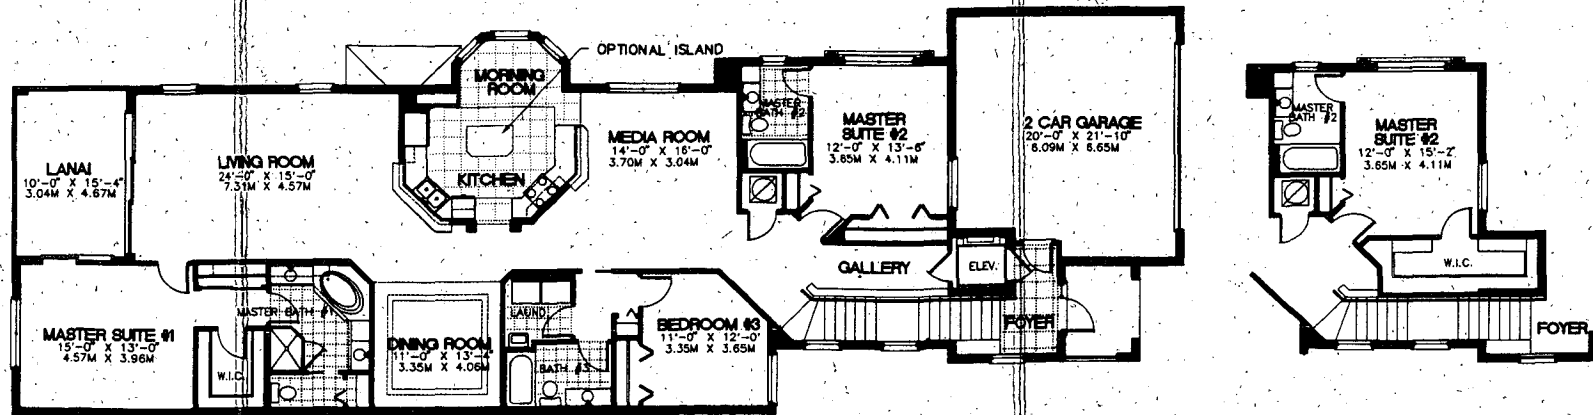 OPTIONAL ISLAND
MORNING
ROOM
LANAI
10'-0" X 15'-4"
3.04M X 4.67M
LIVING ROOM
24'-0" X 15'-0"
7.31M X 4.57M
KITCHEN
MEDIA ROOM
14'-0" X 16'-0"
3.70M X 3.04M
MASTER
BATH #2
MASTER
SUITE #2
12'-0" X 13'-6"
3.65M X 4.11M
2 CAR GARAGE
20'-0" X 21'-10"
6.09M X 6.65M
GALLERY
ELEV.
FOYER
MASTER SUITE #1
15'-0" X 13'-0"
4.57M X 3.96M
MASTER BATH #1
W.I.C.
DINING ROOM
11'-0" X 13'-4"
3.35M X 4.06M
LAUND.
BATH #3
BEDROOM #3
11'-0" X 12'-0"
3.35M X 3.65M
MASTER
BATH #2
MASTER
SUITE #2
12'-0" X 15'-2"
3.65M X 4.11M
W.I.C.
FOYER